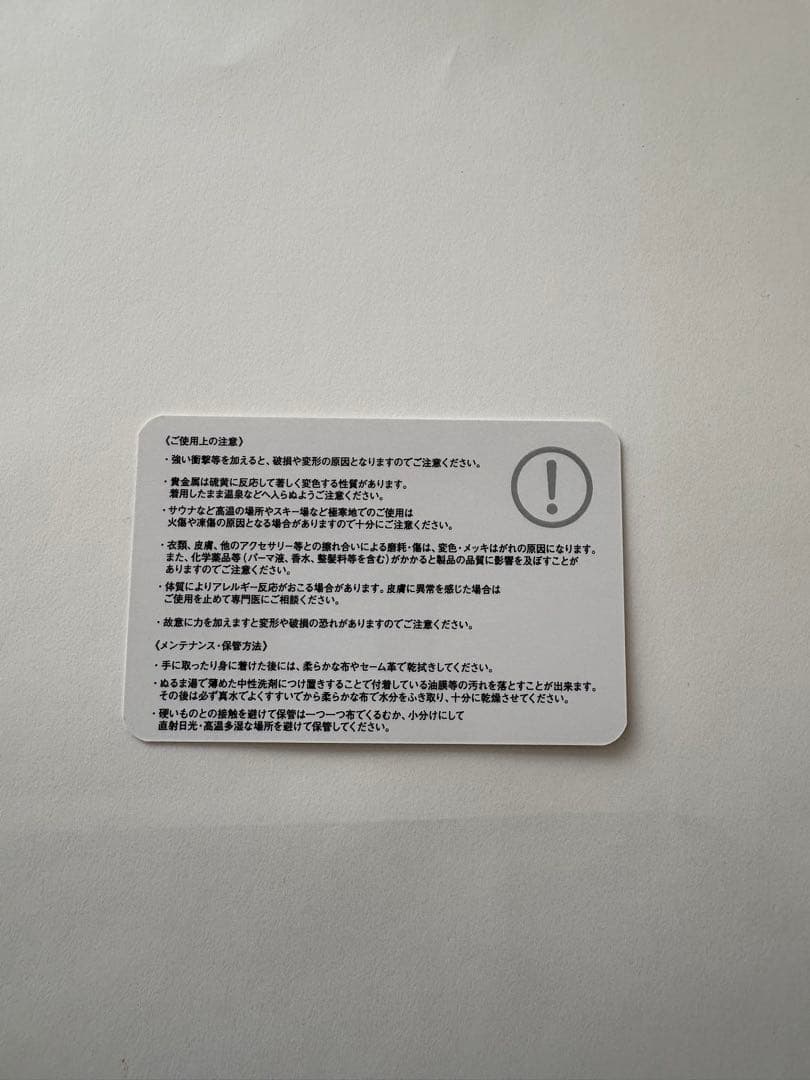 《ご使用上の注意》
・強い衝撃等を加えると、破損や変形の原因となりますのでご注意ください。
・貴金属は硫黄に反応して著しく変色する性質があります。
着用したまま温泉などへ入らぬようご注意ください。
・サウナなど高温の場所やスキー場など極寒地でのご使用は
火傷や凍傷の原因となる場合がありますので十分にご注意ください。
・衣類、皮膚、他のアクセサリー等との擦れ合いによる磨耗・傷は、変色・メッキはがれの原因になります。
また、化学薬品等(パーマ液、香水、整髪料等を含む)がかかると製品の品質に影響を及ぼすことが
ありますのでご注意ください。
・体質によりアレルギー反応がおこる場合があります。皮膚に異常を感じた場合は
ご使用を止めて専門医にご相談ください。
・故意に力を加えますと変形や破損の恐れがありますのでご注意ください。
《メンテナンス・保管方法》
・手に取ったり身に着けた後には、柔らかな布やセーム革で乾拭きしてください。
・ぬるま湯で薄めた中性洗剤につけ置きすることで付着している油膜等の汚れを落とすことが出来ます。
その後は必ず真水でよくすすいでから柔らかな布で水分をふき取り、十分に乾燥させてください。
・硬いものとの接触を避けて保管は一つ一つ布でくるむか、小分けにして
直射日光・高温多湿な場所を避けて保管してください。